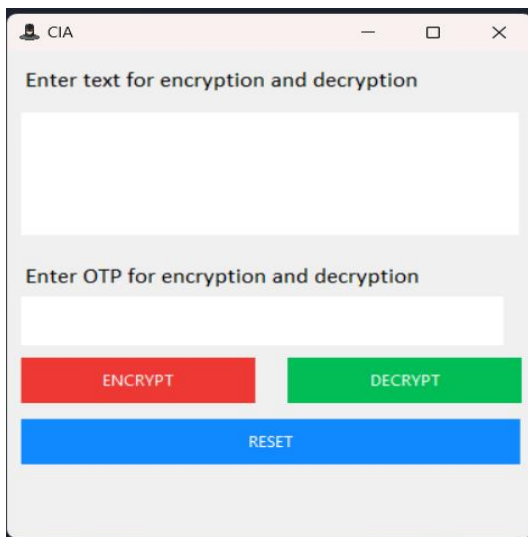 CIA
Enter text for encryption and decryption
Enter OTP for encryption and decryption
ENCRYPT DECRYPT
RESET